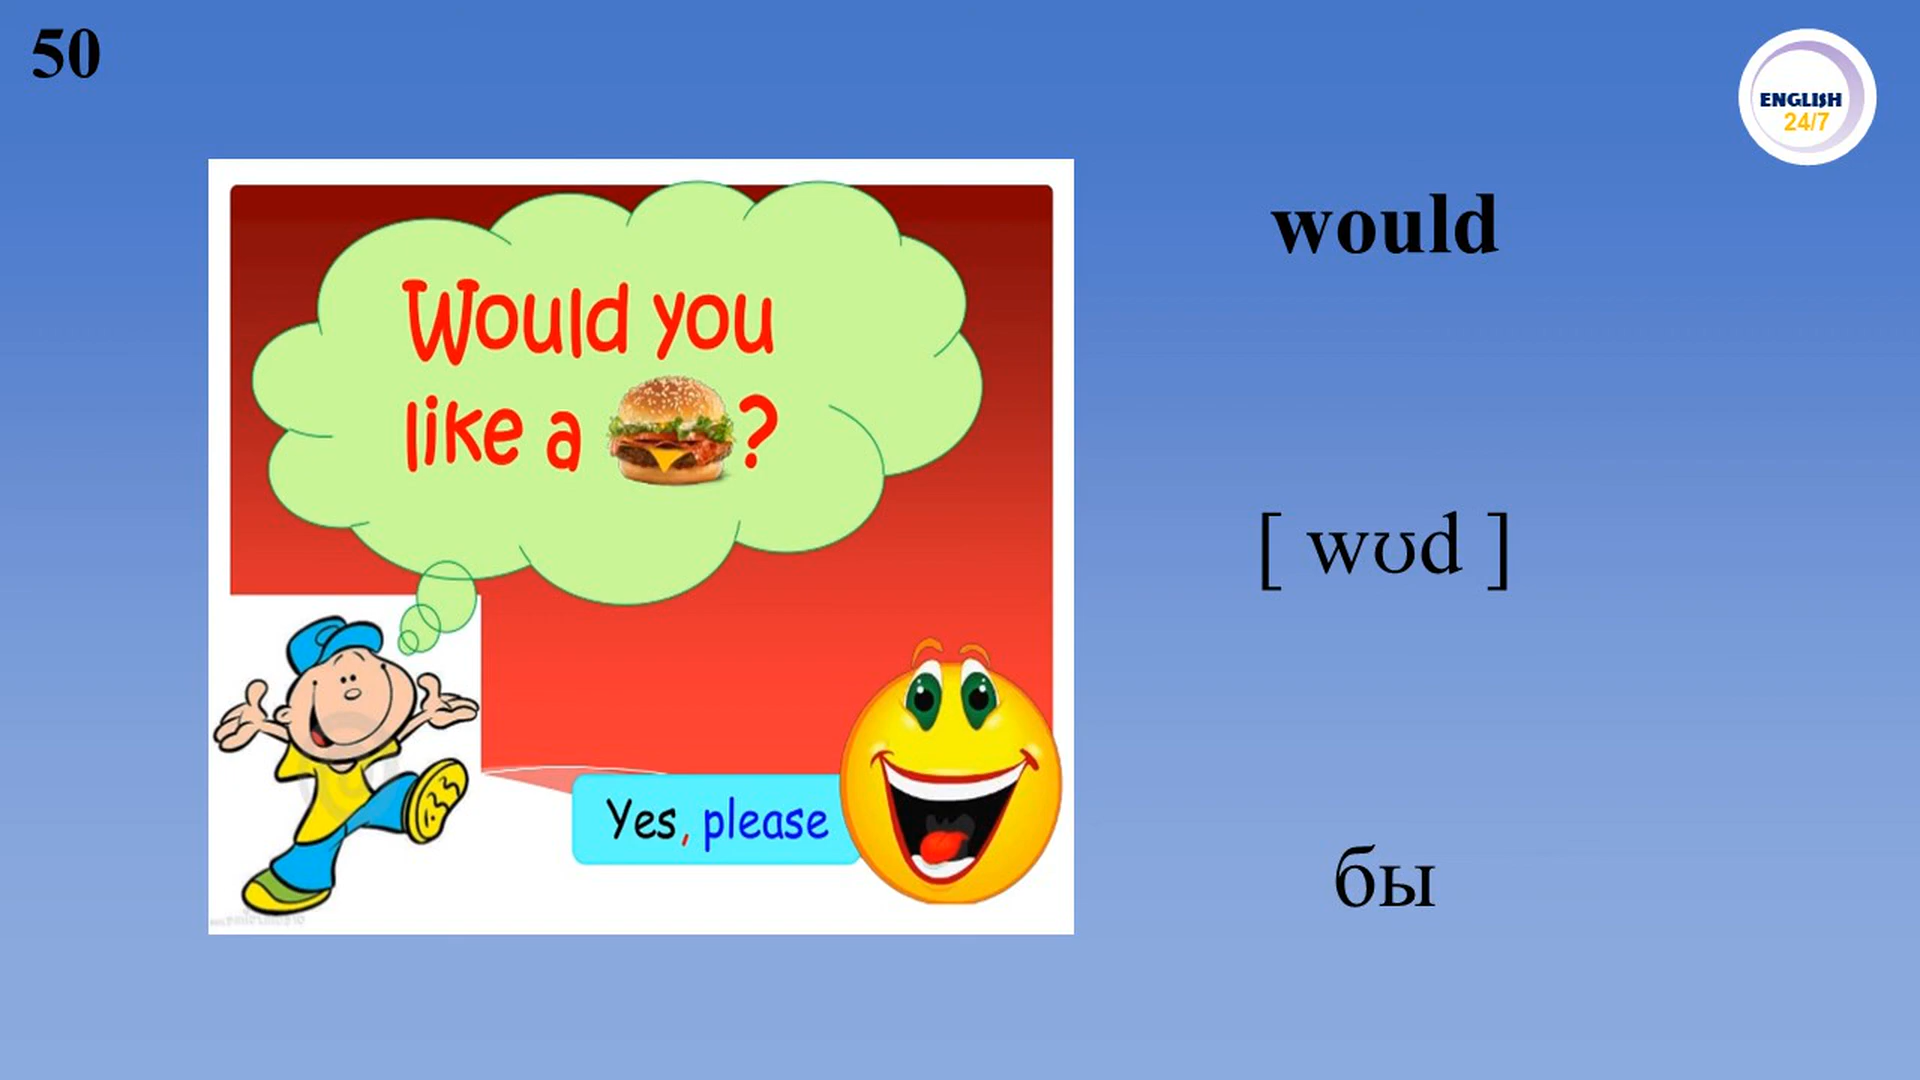 50
ENGLISH
24/7
would
Would you
like a ?
[ wʊd ]
Yes, please
бы